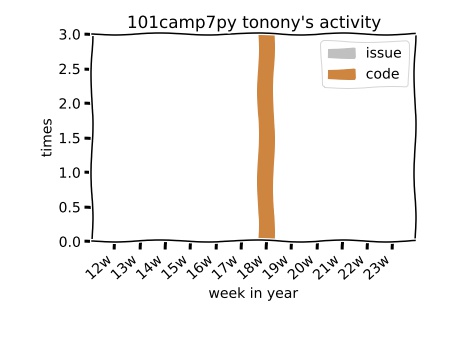 101camp7py tonony's activity
3.0
2.5
2.0
1.5
1.0
0.5
0.0
times
issue
code
12w 13w 14w 15w 16w 17w 18w 19w 20w 21w 22w 23w
week in year